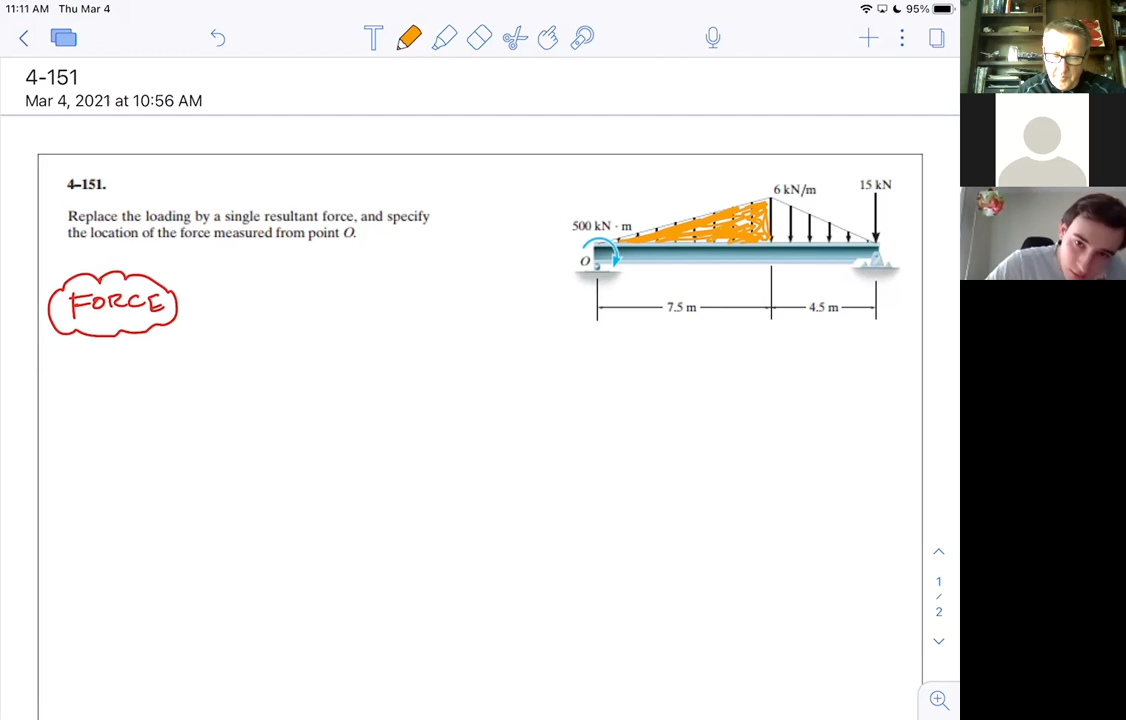 11:11 AM Thu Mar 4
95%
4-151
Mar 4, 2021 at 10:56 AM
4–151.
Replace the loading by a single resultant force, and specify
the location of the force measured from point O.
FORCE
6 kN/m
15 kN
500 kN · m
O
7.5 m
4.5 m
1
/
2